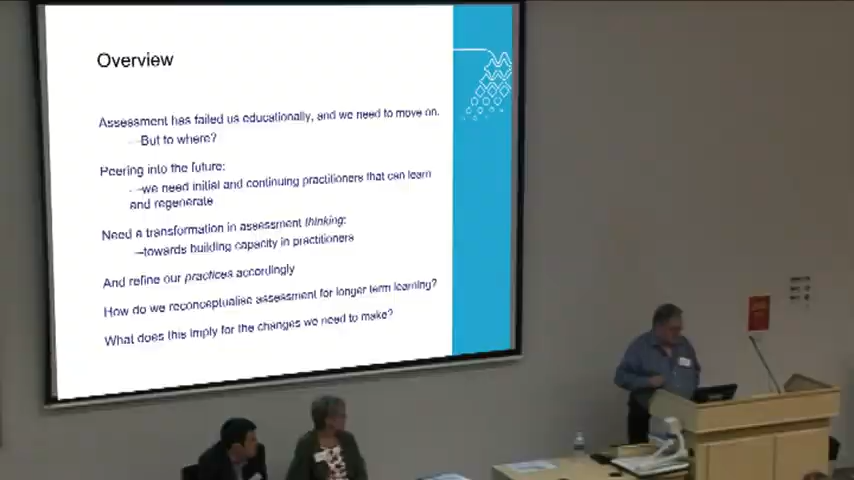 Overview
Assessment has failed us educationally, and we need to move on.
–But to where?
Peering into the future:
–we need initial and continuing practitioners that can learn
and regenerate
Need a transformation in assessment thinking:
–towards building capacity in practitioners
And refine our practices accordingly
How do we reconceptualise assessment for longer term learning?
What does this imply for the changes we need to make?